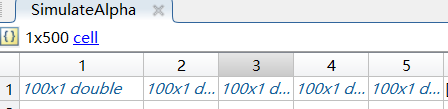 SimulateAlpha
1x500 cell
1 2 3 4 5
1 100x1 double 100x1 d... 100x1 d... 100x1 d... 100x1 d...